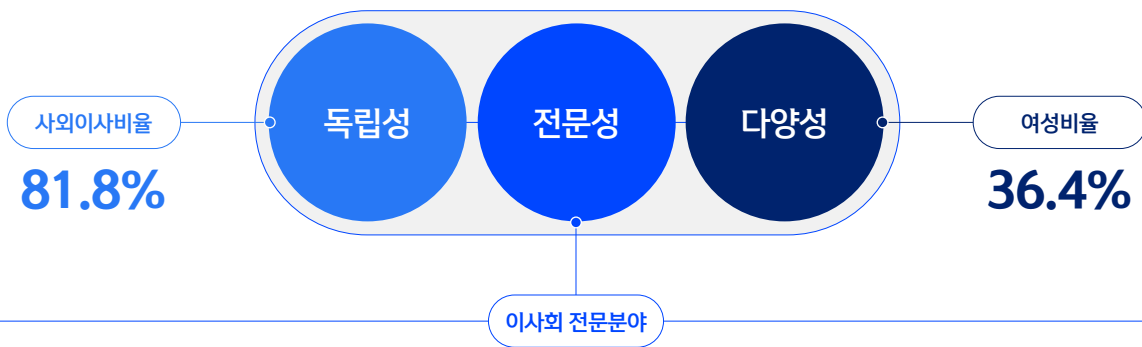 독립성
전문성
다양성
사외이사비율
81.8%
여성비율
36.4%
이사회 전문분야